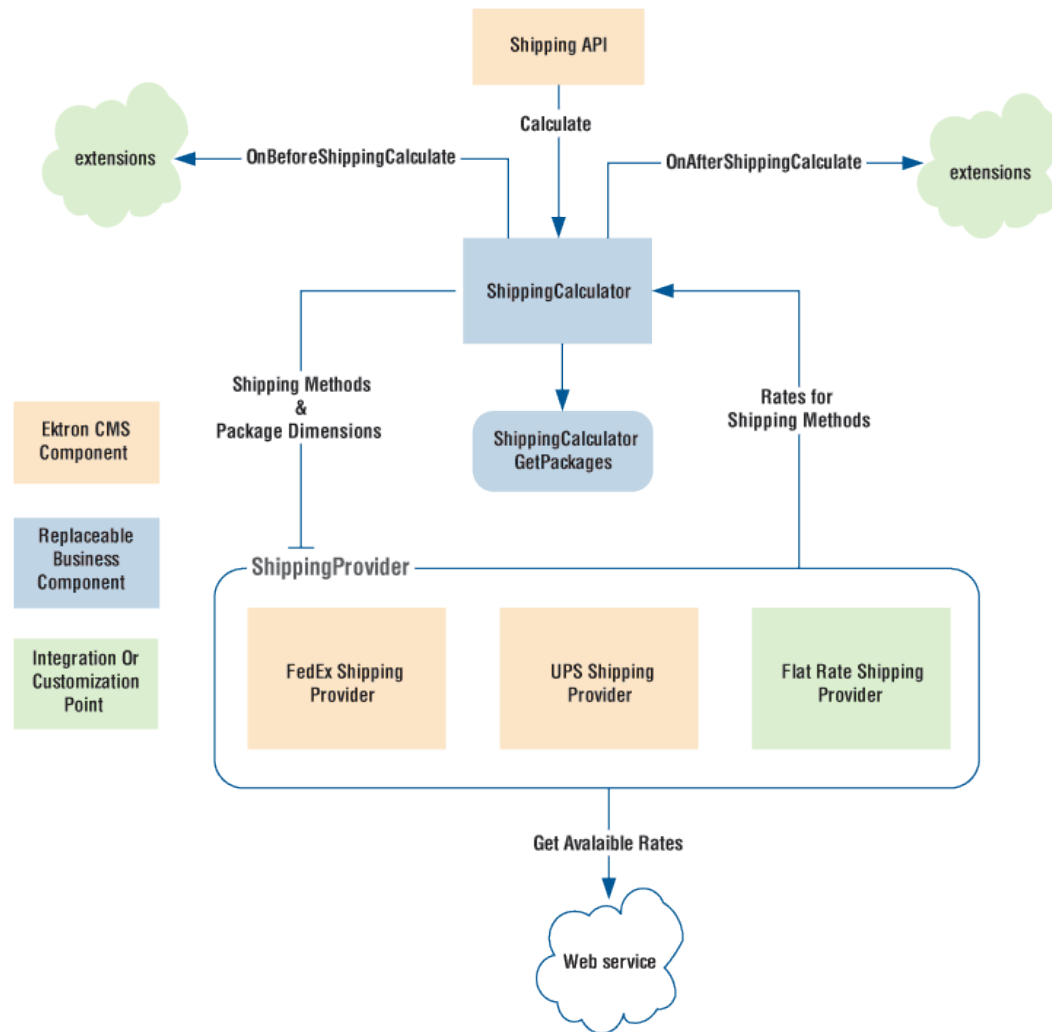 Shipping API
Calculate
extensions
OnBeforeShippingCalculate
OnAfterShippingCalculate
extensions
ShippingCalculator
Shipping Methods
&
Package Dimensions
Rates for
Shipping Methods
ShippingCalculator
GetPackages
Ektron CMS
Component
Replaceable
Business
Component
Integration Or
Customization
Point
ShippingProvider
FedEx Shipping
Provider
UPS Shipping
Provider
Flat Rate Shipping
Provider
Get Avalaible Rates
Web service